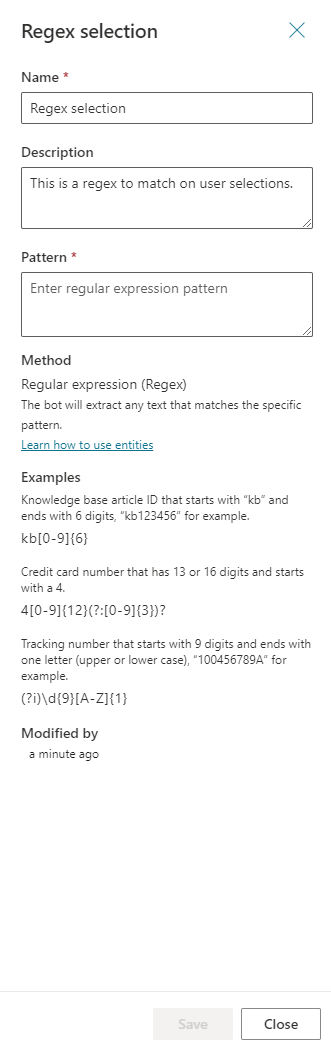 Regex selection
Name *
Regex selection
Description
This is a regex to match on user selections.
Pattern *
Enter regular expression pattern
Method
Regular expression (Regex)
The bot will extract any text that matches the specific
pattern.
Learn how to use entities
Examples
Knowledge base article ID that starts with “kb” and
ends with 6 digits, “kb123456” for example.
kb[0-9]{6}
Credit card number that has 13 or 16 digits and starts
with a 4.
4[0-9]{12}(?:[0-9]{3})?
Tracking number that starts with 9 digits and ends with
one letter (upper or lower case), “100456789A” for
example.
(?i)\d{9}[A-Z]{1}
Modified by
a minute ago
Save
Close